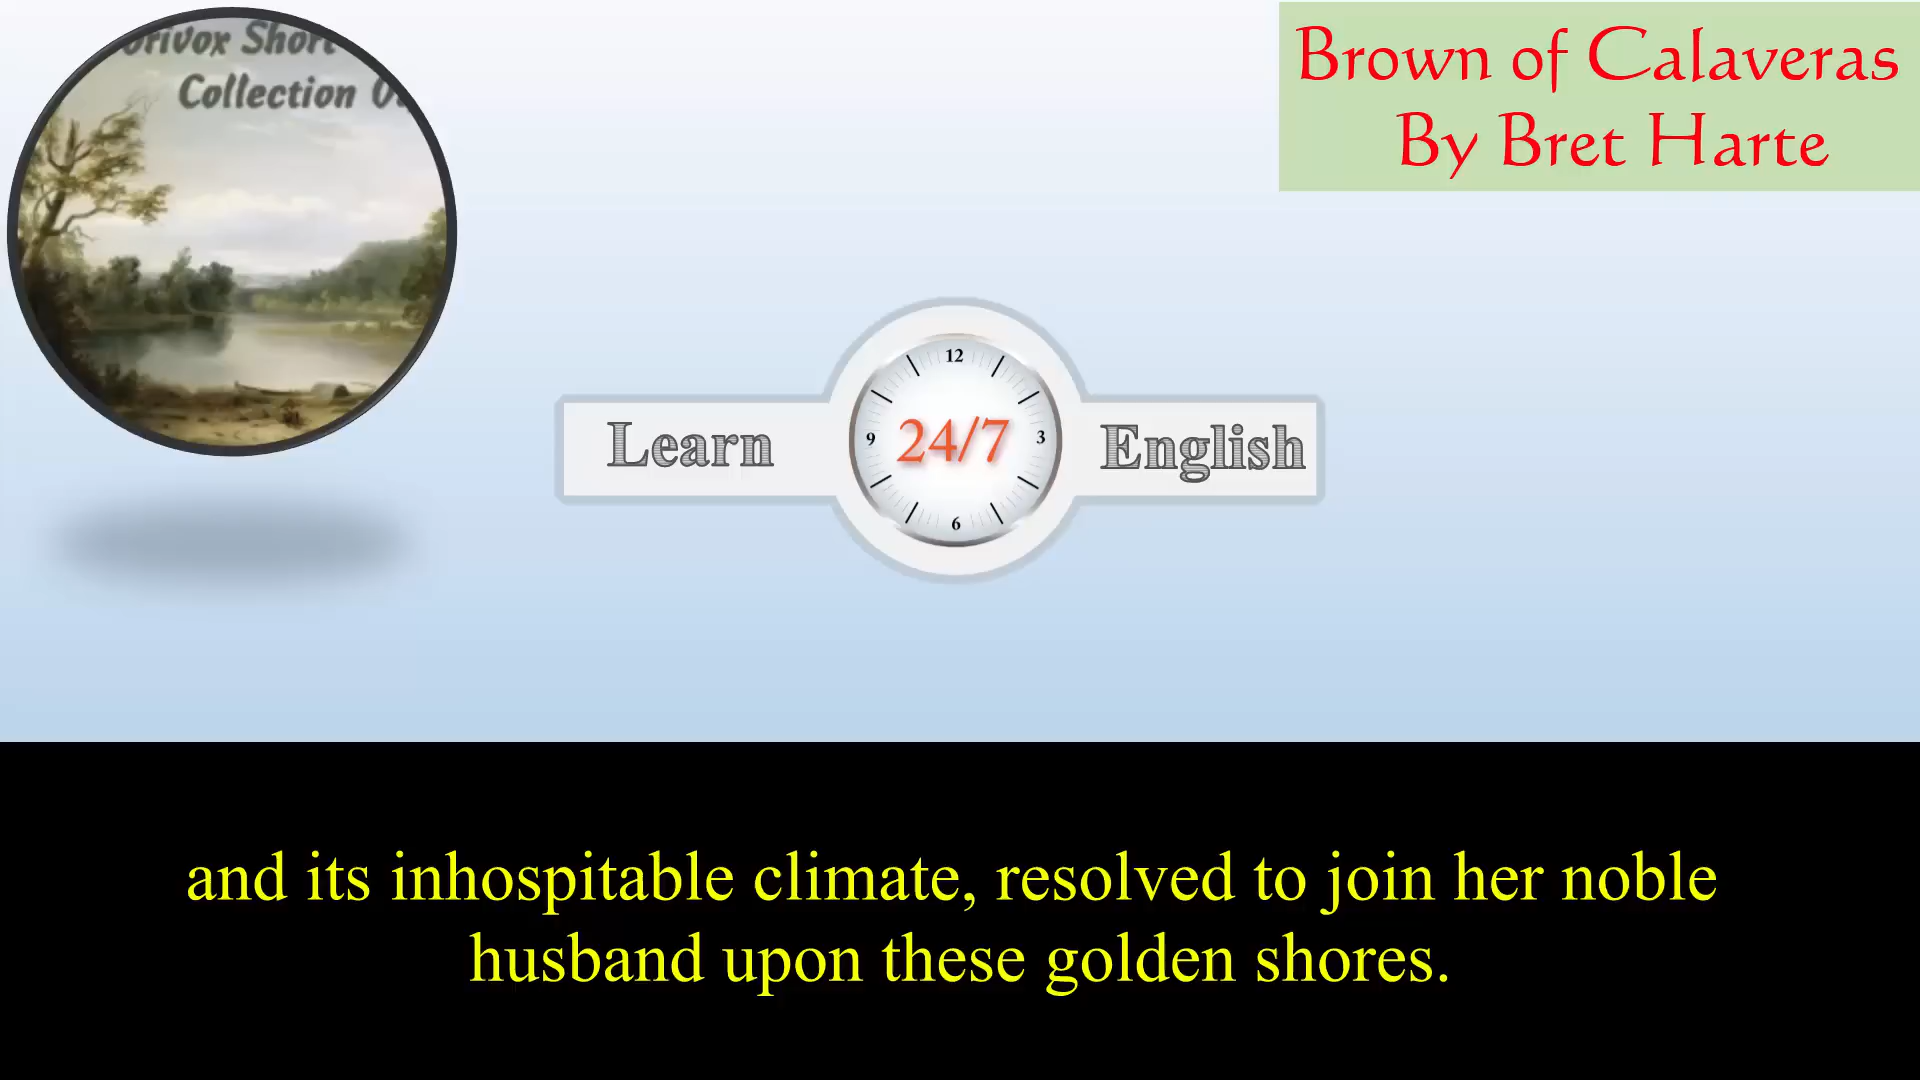 Short
Collection
Brown of Calaveras
By Bret Harte
12
Learn 9 24/7 3 English
6
and its inhospitable climate, resolved to join her noble
husband upon these golden shores.